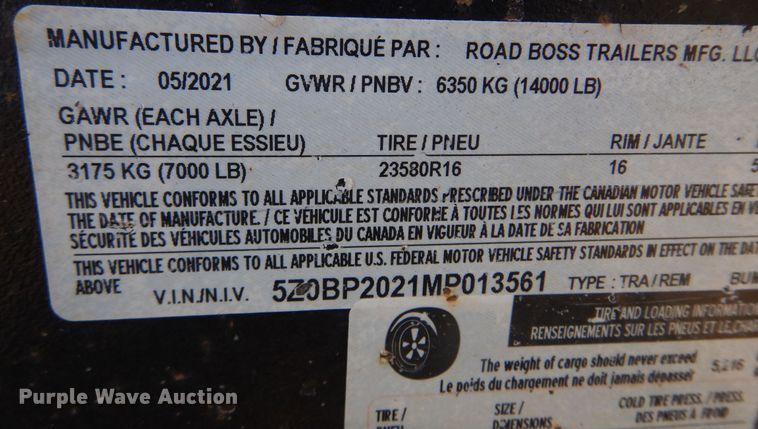 MANUFACTURED BY / FABRIQUÉ PAR : ROAD BOSS TRAILERS MFG. LLC
DATE : 05/2021 GVWR / PNBV : 6350 KG (14000 LB)
GAWR (EACH AXLE) /
PNBE (CHAQUE ESSIEU) TIRE / PNEU RIM / JANTE
3175 KG (7000 LB) 23580R16 16
THIS VEHICLE CONFORMS TO ALL APPLICABLE STANDARDS PRESCRIBED UNDER THE CANADIAN MOTOR VEHICLE SAFE
THE DATE OF MANUFACTURE. / CE VÉHICULE EST CONFORME À TOUTES LES NORMES QUI LUI SONT APPLICABLES EN V
SÉCURITÉ DES VÉHICULES AUTOMOBILES DU CANADA EN VIGUEUR À LA DATE DE SA FABRICATION
THIS VEHICLE CONFORMS TO ALL APPLICABLE U.S. FEDERAL MOTOR VEHICLE SAFETY STANDARDS IN EFFECT ON THE DAT
ABOVE V.I.N./N.I.V. 5Z0BP2021MP013561 TYPE : TRA / REM BUM
TIRE AND LOADING INFORMATION
RENSEIGNEMENTS SUR LES PNEUS ET LE CHA
The weight of cargo should never exceed 5,216
Le poids du chargement ne doit jamais dépasser
TIRE / SIZE / COLD TIRE PRESS. / PRESS.
PNEU DIMENSIONS DES PNEUS À FROID
Purple Wave Auction